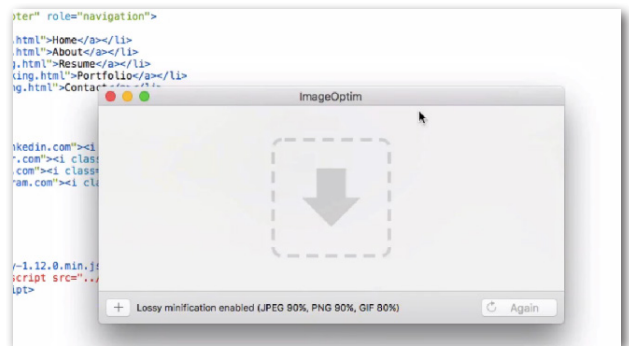 oter" role="navigation">
.html">Home</a></li>
.html">About</a></li>
g.html">Resume</a></li>
king.html">Portfolio</a></li>
ng.html">Contact</a></li>
ImageOptim
nkedin.com"><i
r.com"><i class
.com"><i class=
ram.com"><i cla
y-1.12.0.min.js
script src="../
ipt>
Lossy minification enabled (JPEG 90%, PNG 90%, GIF 80%)
Again